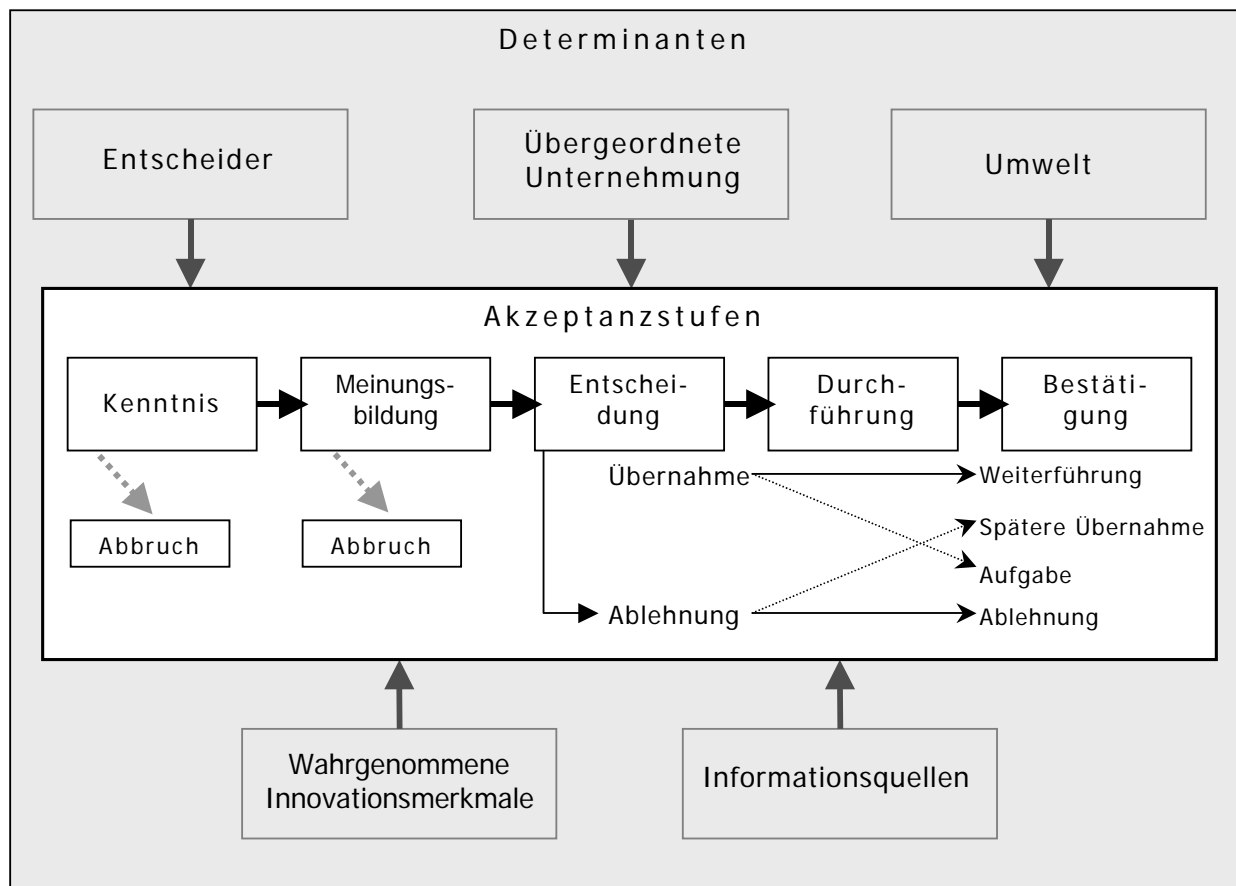 Determinanten
Entscheider
Übergeordnete
Unternehmung
Umwelt
Akzeptanzstufen
Kenntnis
Meinungs-
bildung
Entschei-
dung
Durch-
führung
Bestäti-
gung
Übernahme
Weiterführung
Abbruch
Abbruch
Spätere Übernahme
Aufgabe
Ablehnung
Ablehnung
Wahrgenommene
Innovationsmerkmale
Informationsquellen